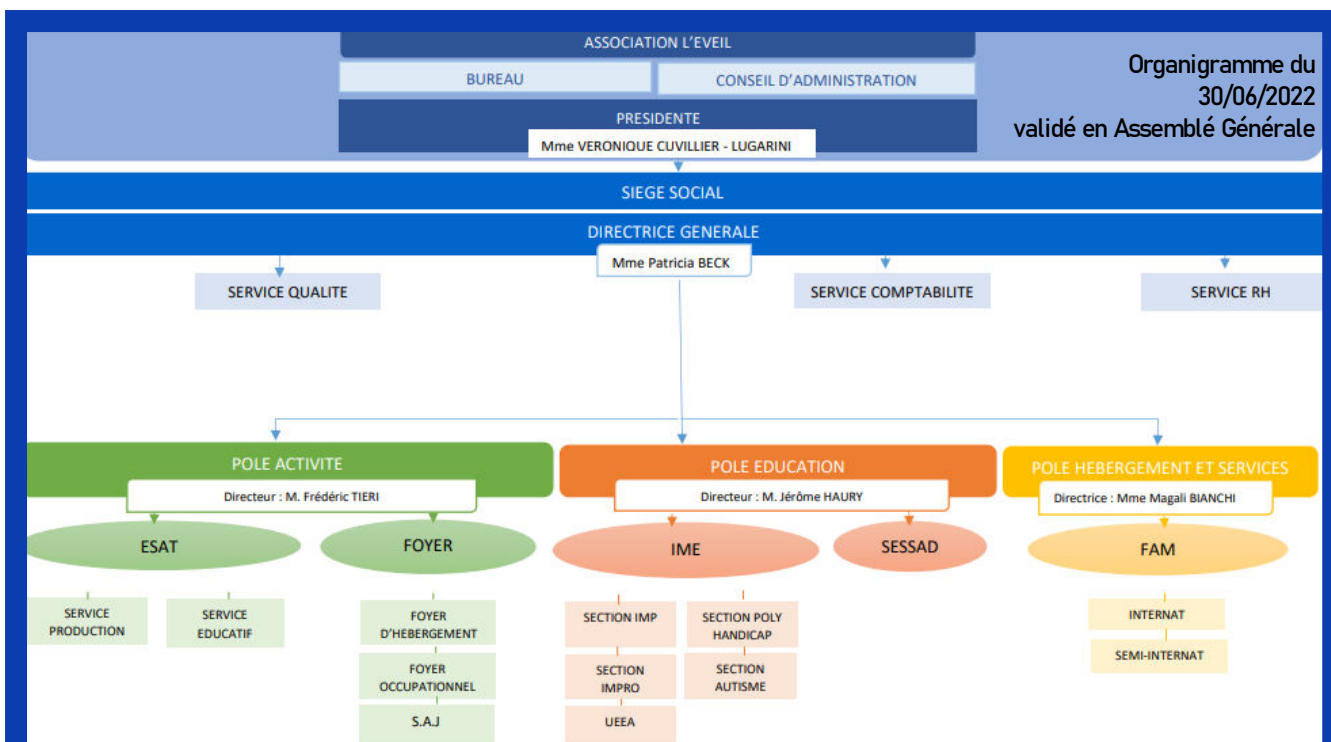 ASSOCIATION L'EVEIL
BUREAU
CONSEIL D'ADMINISTRATION
Organigramme du
30/06/2022
validé en Assemblé Générale
PRESIDENTE
Mme VERONIQUE CUVILLIER - LUGARINI
SIEGE SOCIAL
DIRECTRICE GENERALE
Mme Patricia BECK
SERVICE QUALITE
SERVICE COMPTABILITE
SERVICE RH
POLE ACTIVITE
Directeur : M. Frédéric TIERI
POLE EDUCATION
Directeur : M. Jérôme HAURY
POLE HEBERGEMENT ET SERVICES
Directrice : Mme Magali BIANCHI
ESAT
FOYER
IME
SESSAD
FAM
SERVICE
PRODUCTION
SERVICE
EDUCATIF
FOYER
D'HEBERGEMENT
FOYER
OCCUPATIONNEL
S.A.J
SECTION IMP
SECTION
IMPRO
UEEA
SECTION POLY
HANDICAP
SECTION
AUTISME
INTERNAT
SEMI-INTERNAT